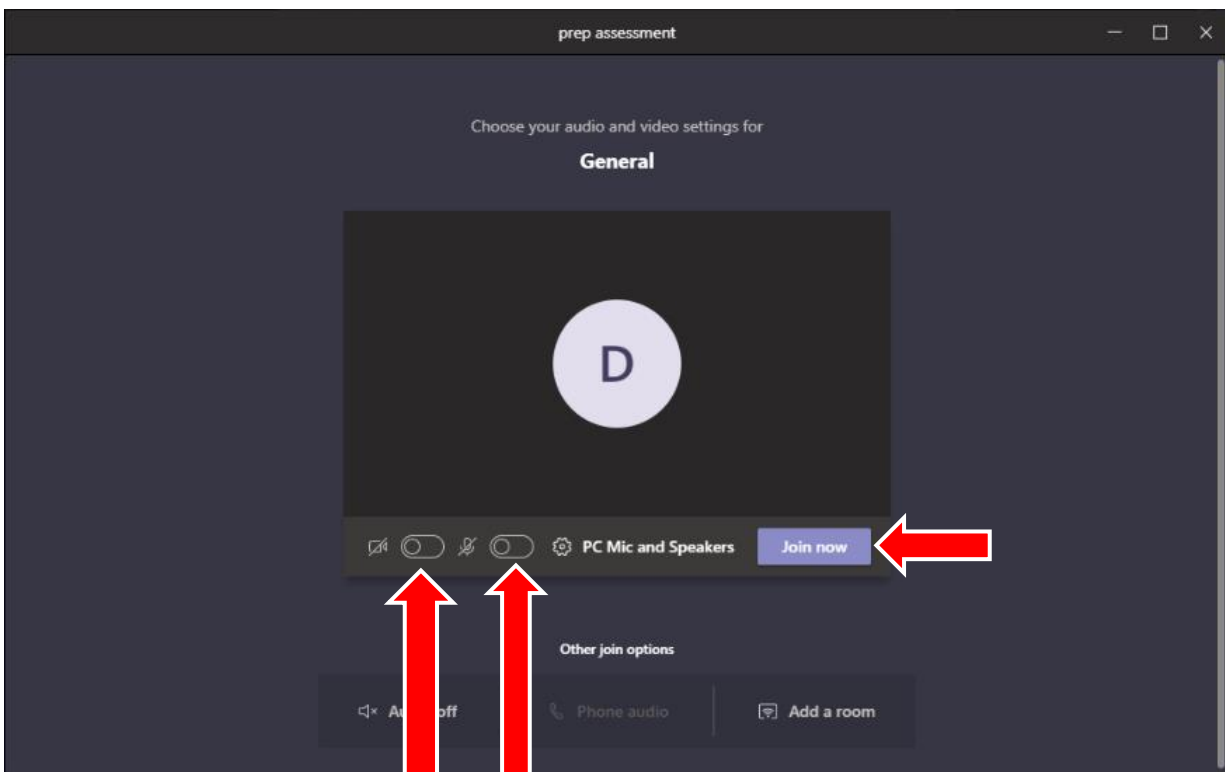 prep assessment
Choose your audio and video settings for
General
D
PC Mic and Speakers Join now
Other join options
off Phone audio Add a room